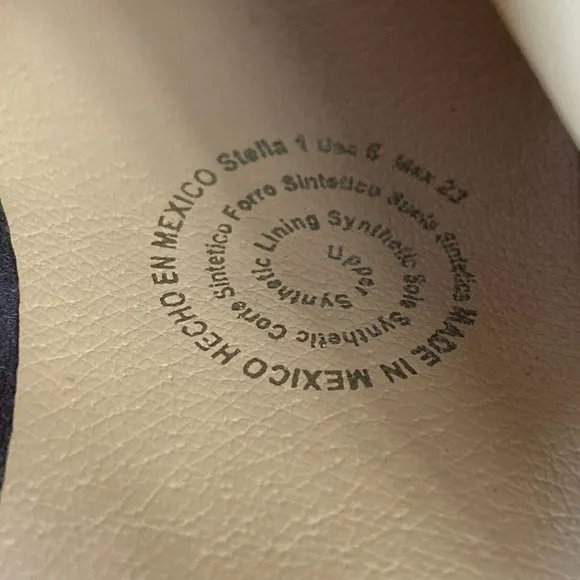 Upper Synthetic Lining Synthetic Sole Synthetic Corte Sintetico Forro Sintetico Suela Sintetica MADE IN MEXICO HECHO EN MEXICO Stella 1 Usa 6 Mex 23